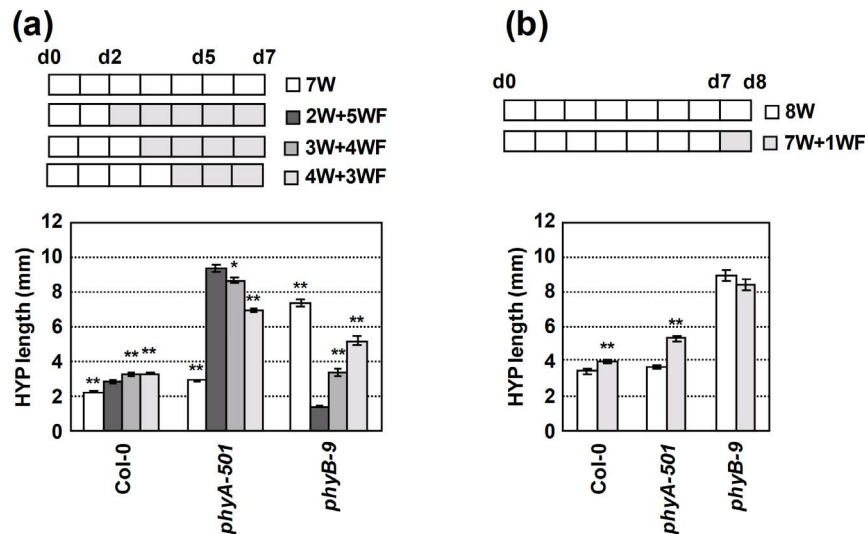 (a)
d0 d2 d5 d7
7W
2W+5WF
3W+4WF
4W+3WF
HYP length (mm)
12
10
8
6
4
2
0
** ** **
** * **
** ** **
Col-0
phyA-501
phyB-9
(b)
d0 d7 d8
8W
7W+1WF
HYP length (mm)
12
10
8
6
4
2
0
**
**
Col-0
phyA-501
phyB-9